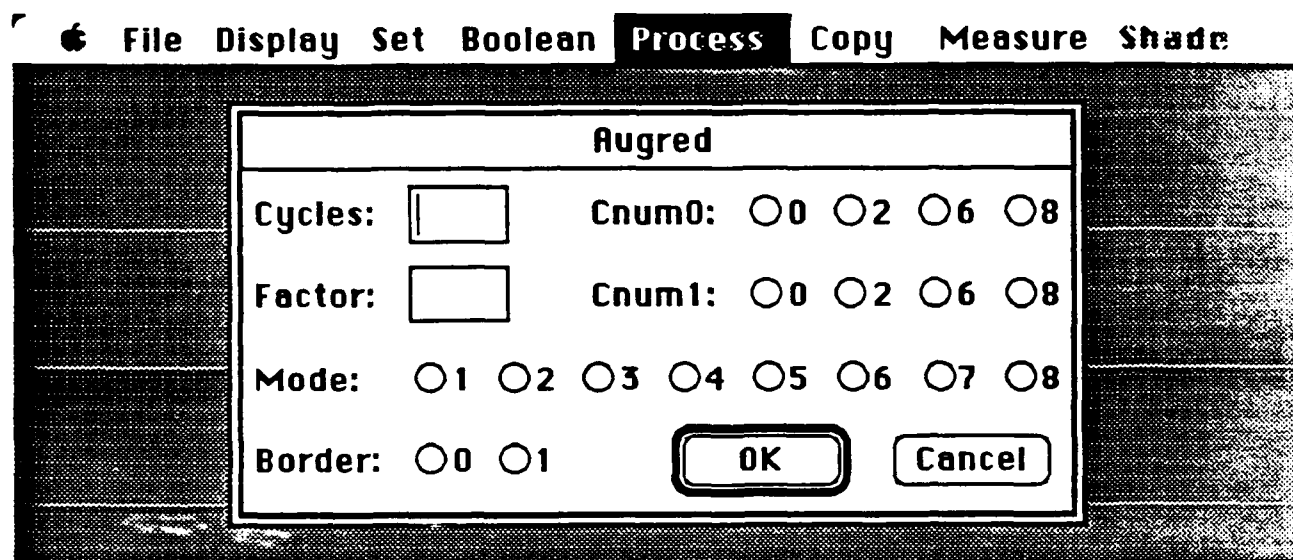 File Display Set Boolean Process Copy Measure Shade
Augred
Cycles: Cnum0: 0 2 6 8
Factor: Cnum1: 0 2 6 8
Mode: 1 2 3 4 5 6 7 8
Border: 0 1 OK Cancel